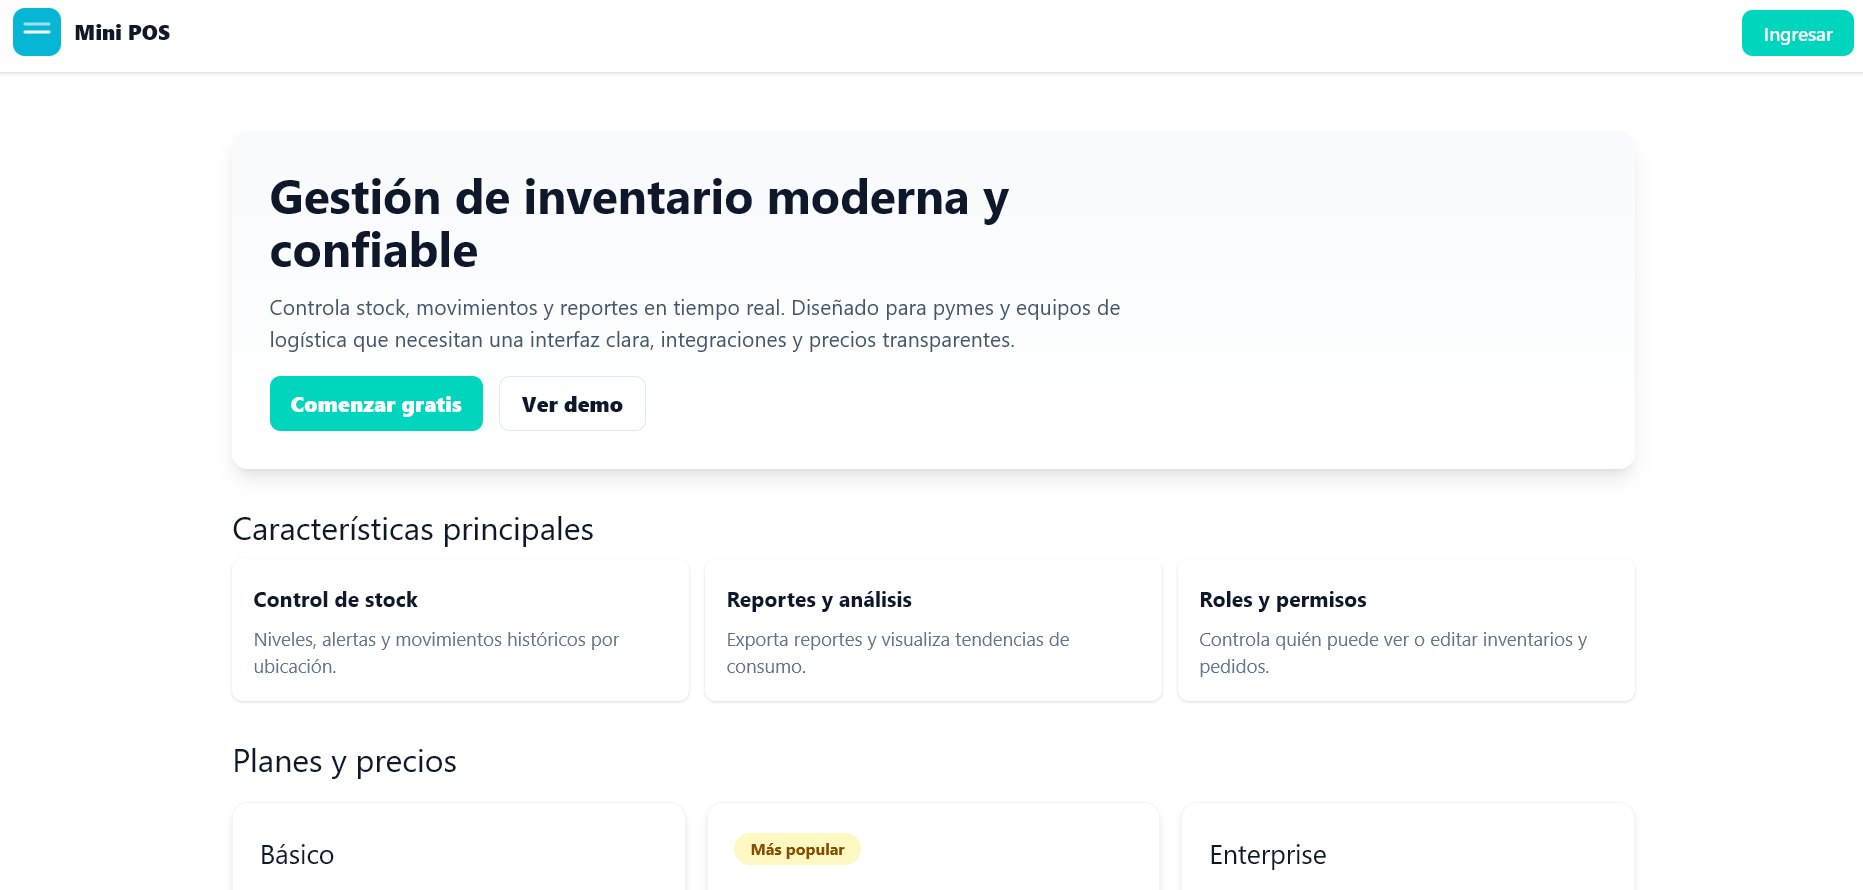 Mini POS
Ingresar
Gestión de inventario moderna y
confiable
Controla stock, movimientos y reportes en tiempo real. Diseñado para pymes y equipos de
logística que necesitan una interfaz clara, integraciones y precios transparentes.
Comenzar gratis
Ver demo
Características principales
Control de stock
Niveles, alertas y movimientos históricos por
ubicación.
Reportes y análisis
Exporta reportes y visualiza tendencias de
consumo.
Roles y permisos
Controla quién puede ver o editar inventarios y
pedidos.
Planes y precios
Básico
Más popular
Enterprise